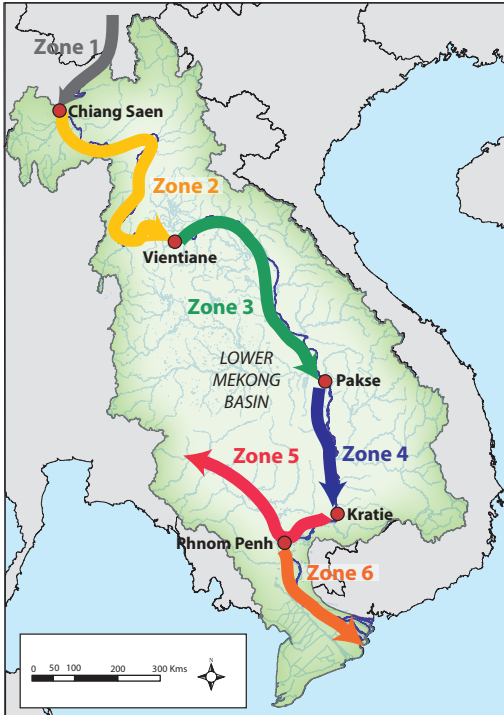 Zone 1
Chiang Saen
Zone 2
Vientiane
Zone 3
LOWER
MEKONG
BASIN
Pakse
Zone 5
Zone 4
Kratie
Phnom Penh
Zone 6
N
0 50 100 200 300 Kms